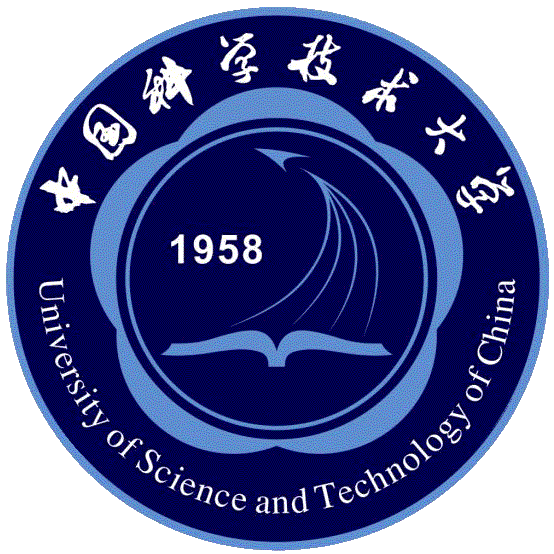 中国科学技术大学
1958
University of Science and Technology of China